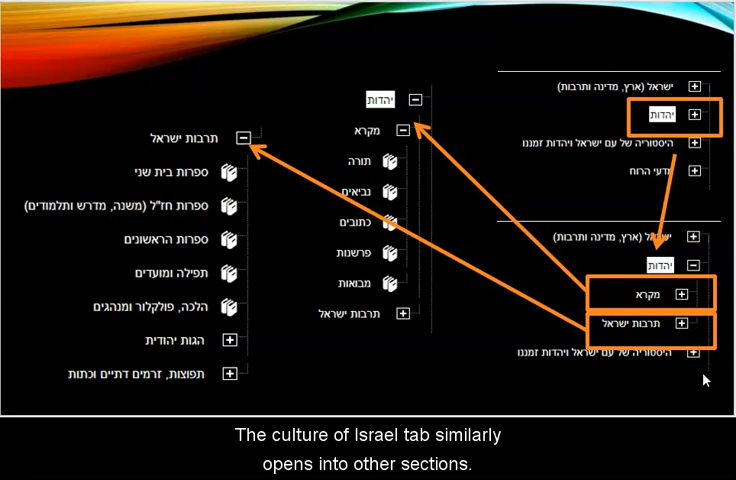 ישראל (ארץ, מדינה ותרבות)
יהדות
היסטוריה של עם ישראל ויהדות זמננו
מדעי הרוח
ישראל (ארץ, מדינה ותרבות)
יהדות
מקרא
תרבות ישראל
היסטוריה של עם ישראל ויהדות זמננו
יהדות
מקרא
תורה
נביאים
כתובים
פרשנות
מבואות
תרבות ישראל
תרבות ישראל
ספרות בית שני
ספרות חז"ל (משנה, מדרש ותלמודים)
ספרות הראשונים
תפילה ומועדים
הלכה, פולקלור ומנהגים
הגות יהודית
תפוצות, זרמים דתיים וכתות
The culture of Israel tab similarly
opens into other sections.